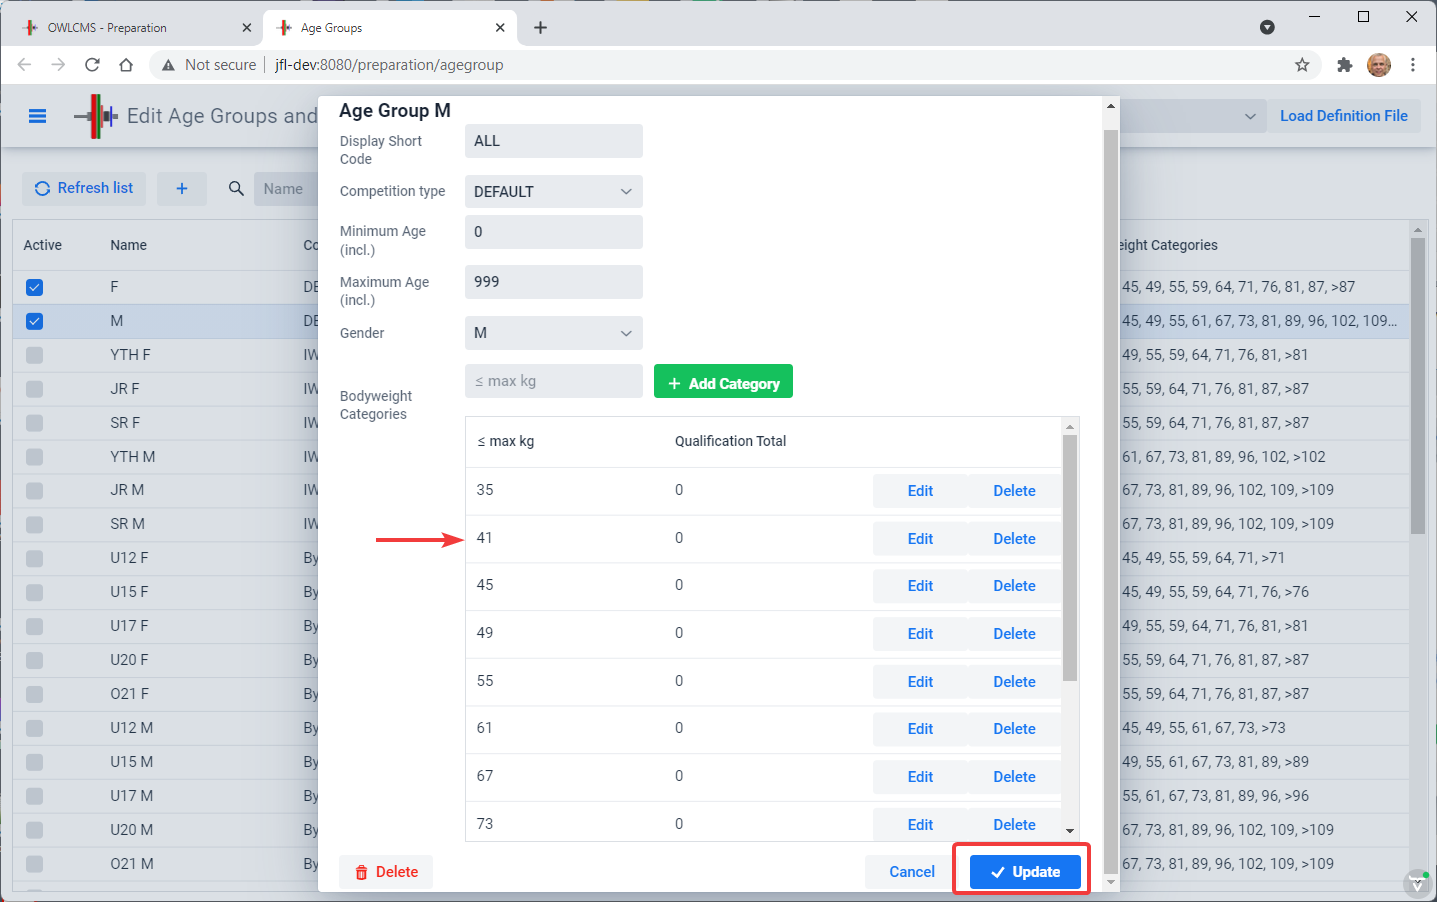 OWLCMS - Preparation
Age Groups
Not secure
jfl-dev:8080/preparation/agegroup
Edit Age Groups and
Load Definition File
Refresh list
Name
Active Name
F
M
YTH F
JR F
SR F
YTH M
JR M
SR M
U12 F By
U15 F By
U17 F By
U20 F By
O21 F By
U12 M By
U15 M By
U17 M By
U20 M By
O21 M By
Age Group M
Display Short
Code
ALL
Competition type DEFAULT
Minimum Age
(incl.)
0
Maximum Age
(incl.)
999
Gender M
Bodyweight
Categories
≤ max kg
+ Add Category
≤ max kg Qualification Total
35 0 Edit Delete
41 0 Edit Delete
45 0 Edit Delete
49 0 Edit Delete
55 0 Edit Delete
61 0 Edit Delete
67 0 Edit Delete
73 0 Edit Delete
Delete Cancel Update
eight Categories
45, 49, 55, 59, 64, 71, 76, 81, 87, >87
45, 49, 55, 61, 67, 73, 81, 89, 96, 102, 109...
49, 55, 59, 64, 71, 76, 81, >81
55, 59, 64, 71, 76, 81, 87, >87
55, 59, 64, 71, 76, 81, 87, >87
61, 67, 73, 81, 89, 96, 102, >102
67, 73, 81, 89, 96, 102, 109, >109
67, 73, 81, 89, 96, 102, 109, >109
45, 49, 55, 59, 64, 71, >71
45, 49, 55, 59, 64, 71, 76, >76
49, 55, 59, 64, 71, 76, 81, >81
55, 59, 64, 71, 76, 81, 87, >87
55, 59, 64, 71, 76, 81, 87, >87
45, 49, 55, 61, 67, 73, >73
49, 55, 61, 67, 73, 81, 89, >89
55, 61, 67, 73, 81, 89, 96, >96
67, 73, 81, 89, 96, 102, 109, >109
67, 73, 81, 89, 96, 102, 109, >109